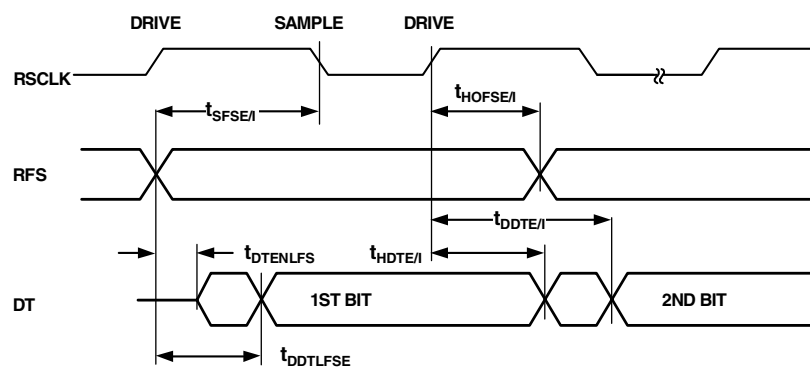 DRIVE SAMPLE DRIVE
RSCLK
tSFSE/I
tHOFSE/I
RFS
tDDTE/I
tDTENLFS
tHDTE/I
DT
1ST BIT
2ND BIT
tDDTLFSE